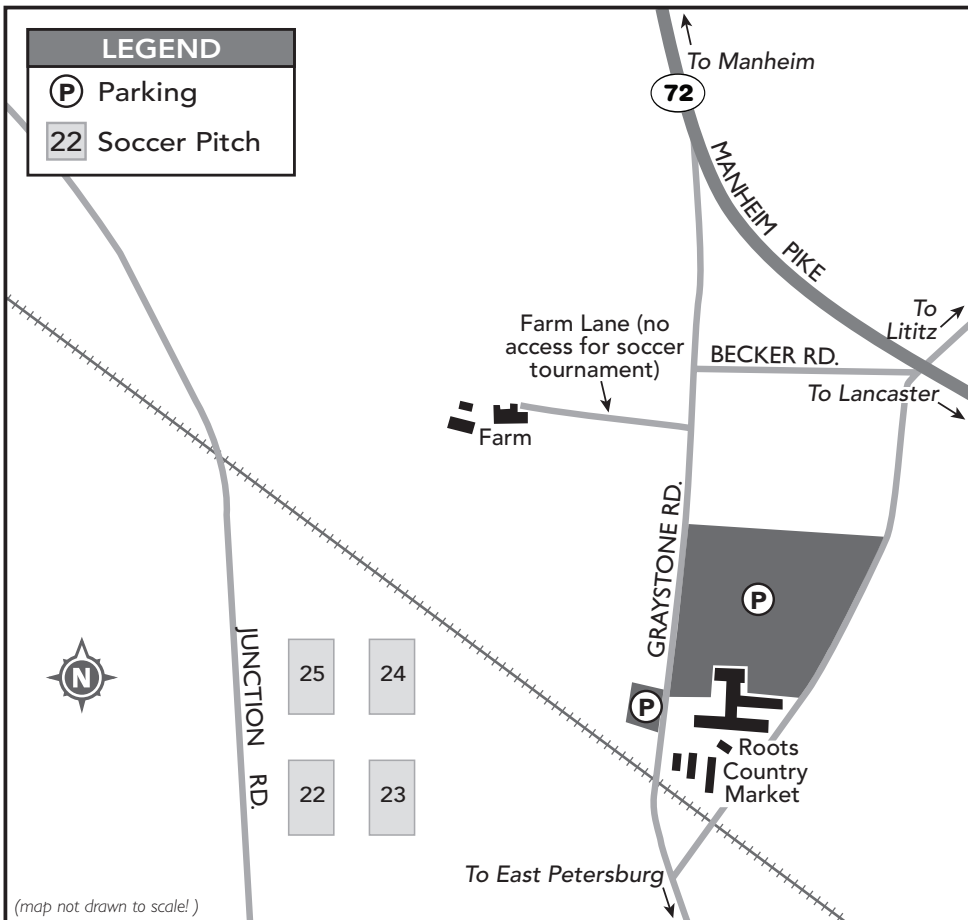 LEGEND
P Parking
22 Soccer Pitch
To Manheim
72
MANHEIM PIKE
To
Lititz
Farm Lane (no
access for soccer
tournament)
BECKER RD.
To Lancaster
Farm
GRAYSTONE RD.
P
N
JUNCTION RD.
25
24
P
Roots
Country
Market
22
23
To East Petersburg
(map not drawn to scale! )